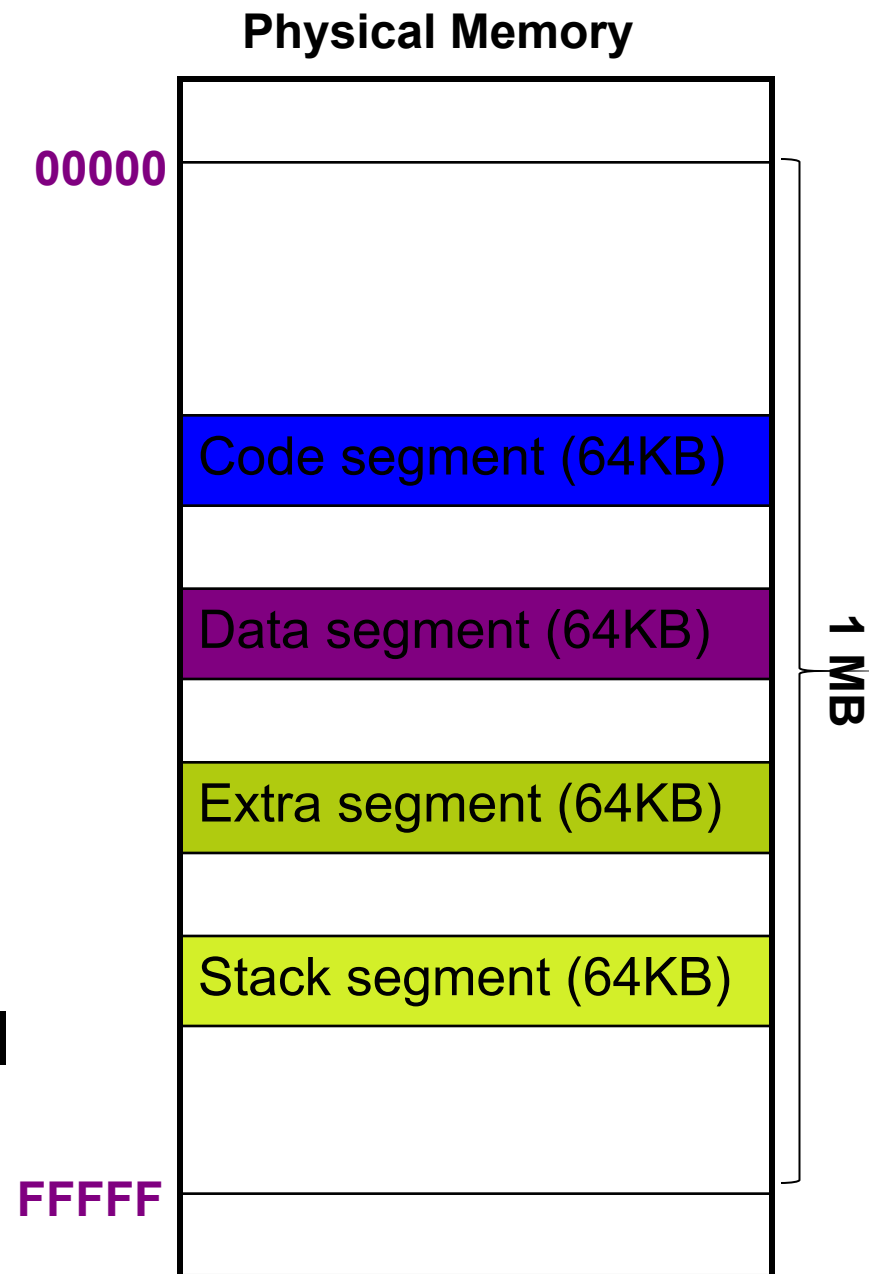 Physical Memory
00000
Code segment (64KB)
Data segment (64KB)
1 MB
Extra segment (64KB)
Stack segment (64KB)
FFFFF